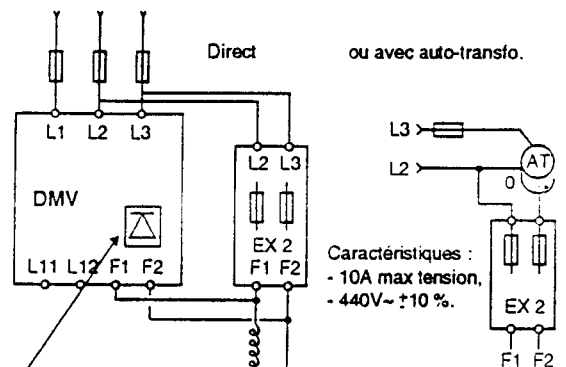 Direct
ou avec auto-transfo.
L1 L2 L3
DMV
L11 L12 F1 F2
L2 L3
EX 2
F1 F2
L3
L2
AT
0
Caractéristiques :
- 10A max tension,
- 440V~ ±10 %.
EX 2
F1 F2